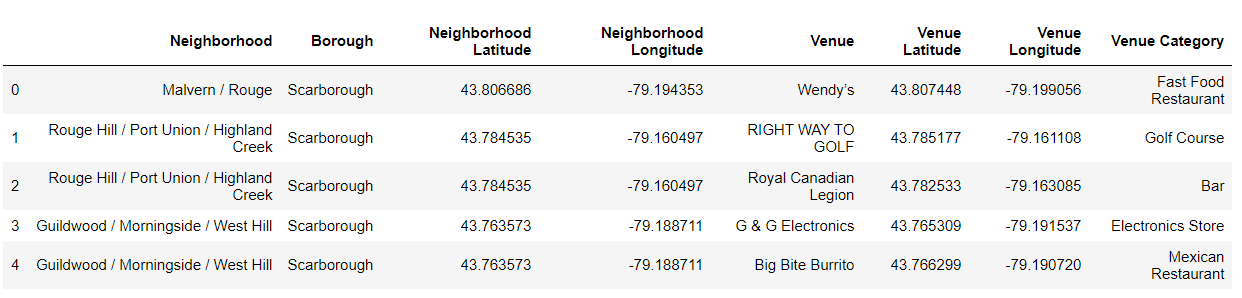 Neighborhood Borough Neighborhood Latitude Neighborhood Longitude Venue Venue Latitude Venue Longitude Venue Category
0 Malvern / Rouge Scarborough 43.806686 -79.194353 Wendy's 43.807448 -79.199056 Fast Food Restaurant
1 Rouge Hill / Port Union / Highland Creek Scarborough 43.784535 -79.160497 RIGHT WAY TO GOLF 43.785177 -79.161108 Golf Course
2 Rouge Hill / Port Union / Highland Creek Scarborough 43.784535 -79.160497 Royal Canadian Legion 43.782533 -79.163085 Bar
3 Guildwood / Morningside / West Hill Scarborough 43.763573 -79.188711 G & G Electronics 43.765309 -79.191537 Electronics Store
4 Guildwood / Morningside / West Hill Scarborough 43.763573 -79.188711 Big Bite Burrito 43.766299 -79.190720 Mexican Restaurant